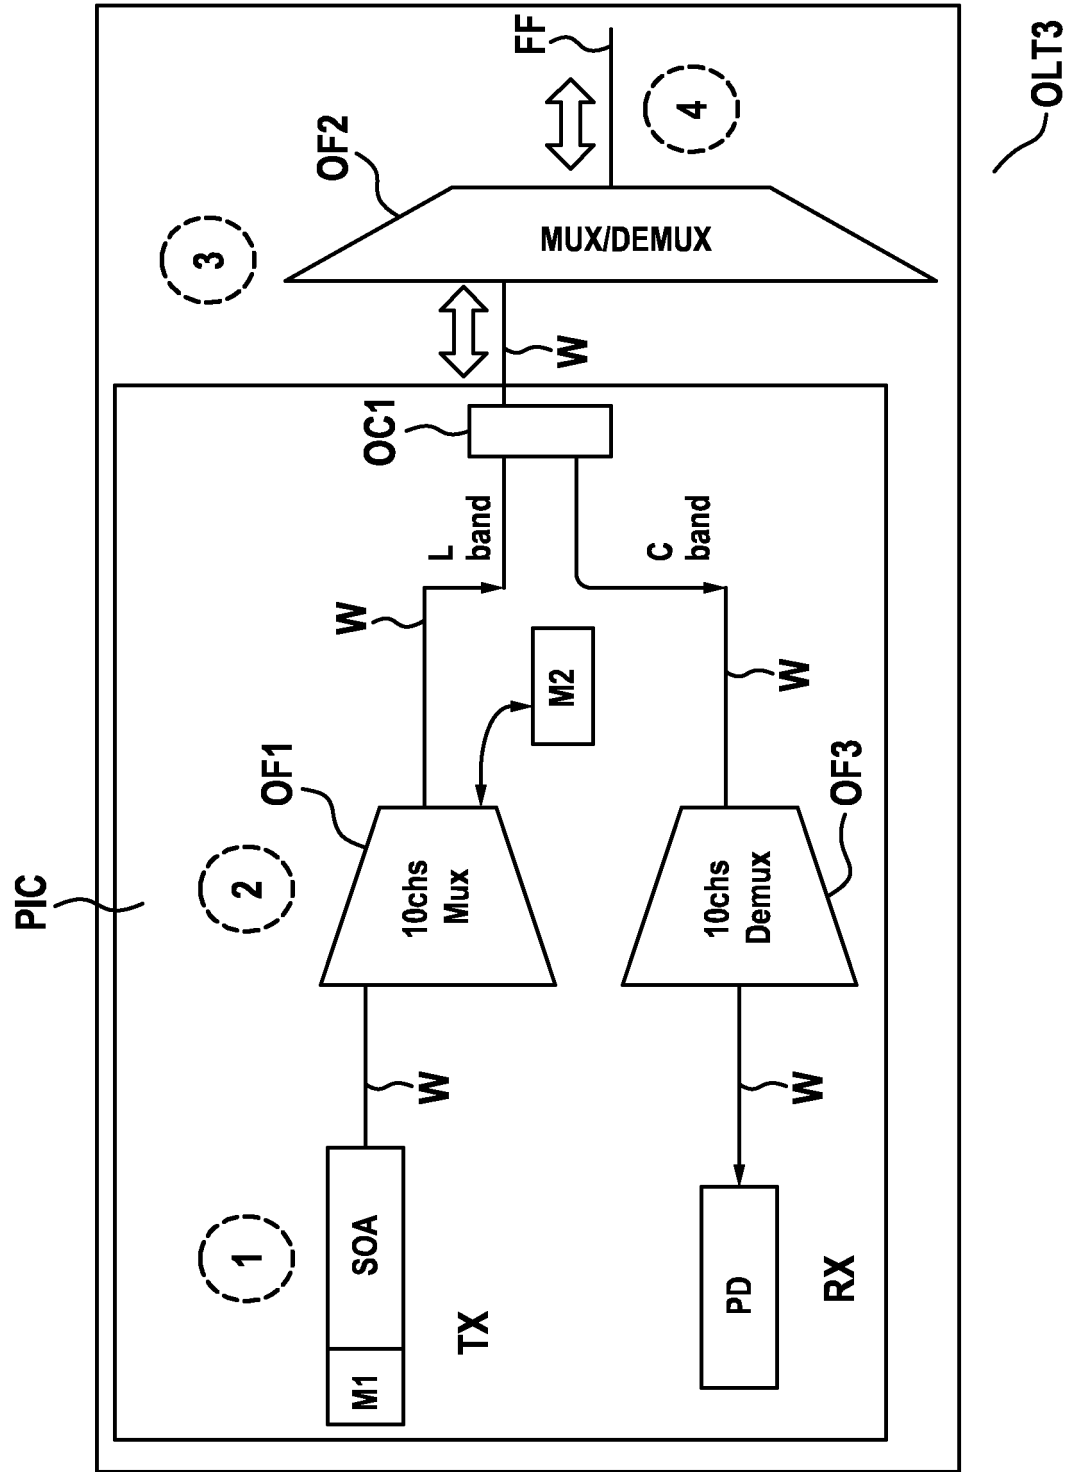 PIC
1
2
3
4
OF1
OC1
OF2
FF
M1
SOA
W
10chs
Mux
W
L
band
W
MUX/DEMUX
M2
TX
C
band
PD
W
10chs
Demux
W
RX
OF3
OLT3